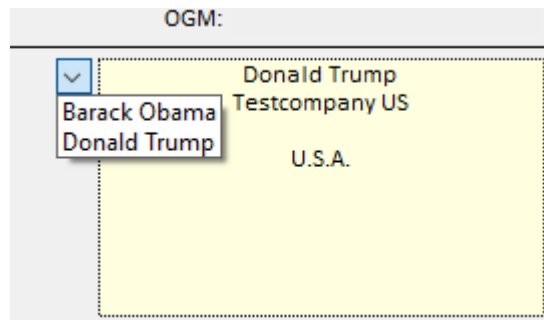 OGM:
Donald Trump
Testcompany US
U.S.A.
Barack Obama
Donald Trump